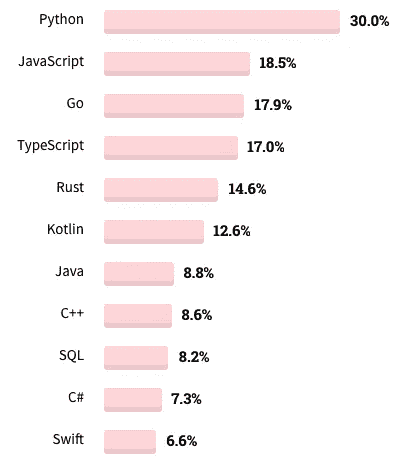 Python 30.0%
JavaScript 18.5%
Go 17.9%
TypeScript 17.0%
Rust 14.6%
Kotlin 12.6%
Java 8.8%
C++ 8.6%
SQL 8.2%
C# 7.3%
Swift 6.6%